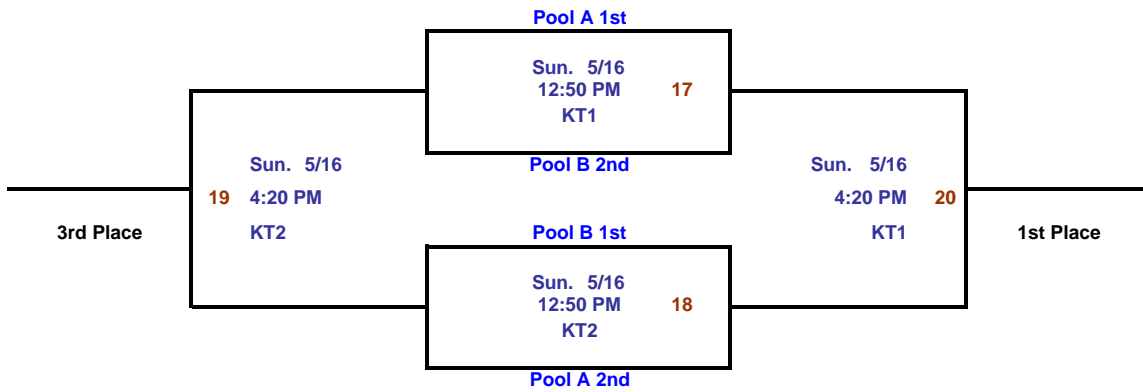 Pool A 1st
Sun. 5/16
12:50 PM 17
KT1
Pool B 2nd
Sun. 5/16
19 4:20 PM
KT2
3rd Place
Sun. 5/16
4:20 PM 20
KT1
1st Place
Pool B 1st
Sun. 5/16
12:50 PM 18
KT2
Pool A 2nd